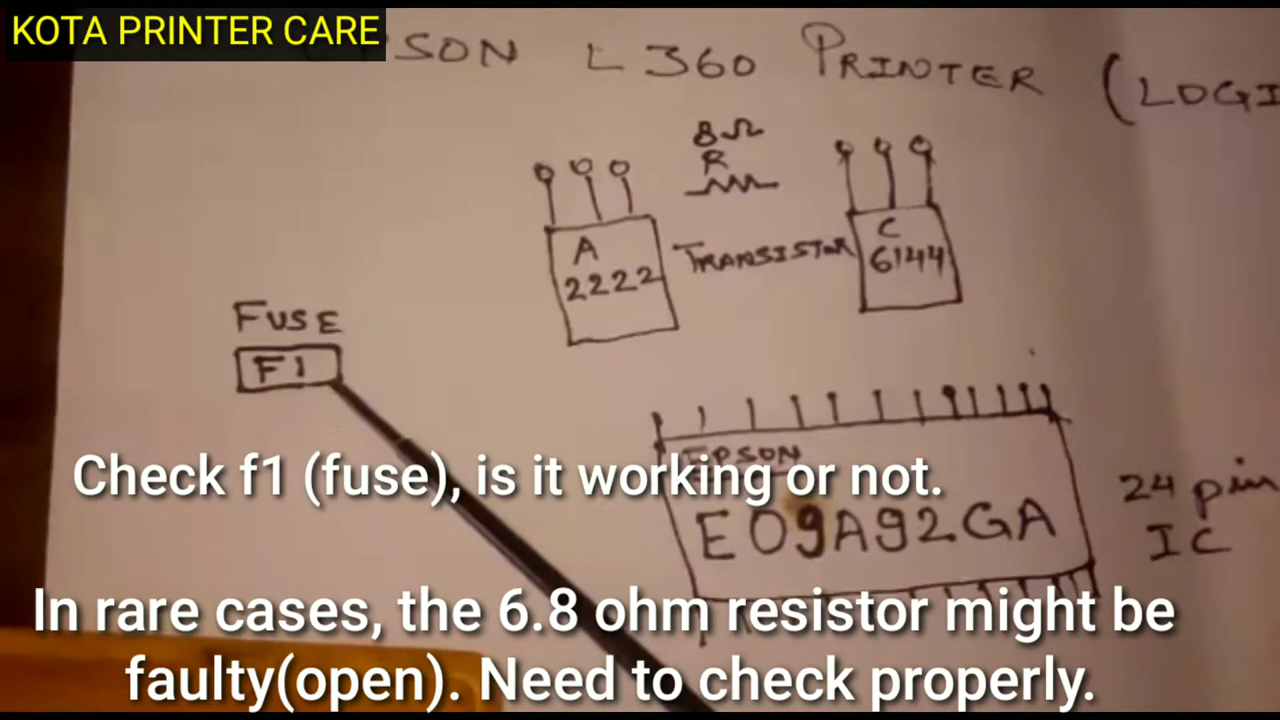 KOTA PRINTER CARE
EPSON L360 PRINTER (LOGI
8Ω
R
A
2222
TRANSISTOR
C
6144
FUSE
F1
EPSON
E09A92GA
24 pin
IC
Check f1 (fuse), is it working or not.
In rare cases, the 6.8 ohm resistor might be
faulty(open). Need to check properly.